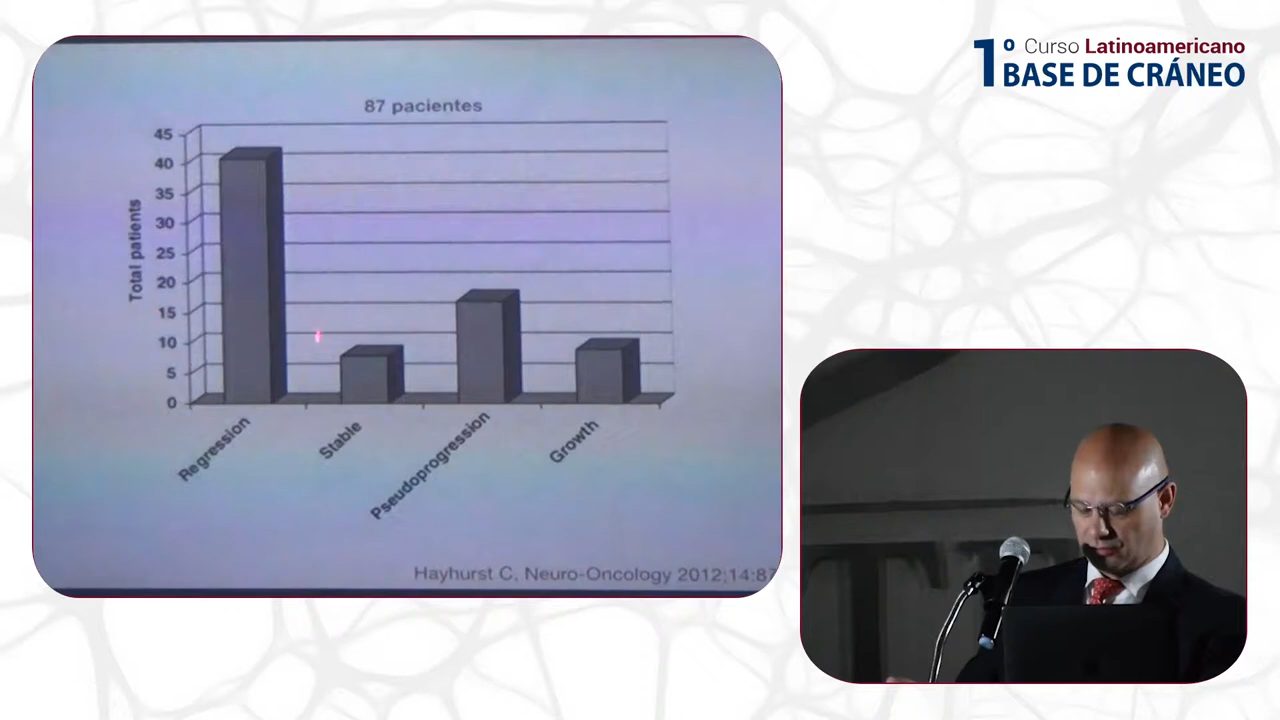 1º Curso Latinoamericano
BASE DE CRÁNEO
87 pacientes
Total patients
45
40
35
30
25
20
15
10
5
0
Regression
Stable
Pseudoprogression
Growth
Hayhurst C, Neuro-Oncology 2012;14:87